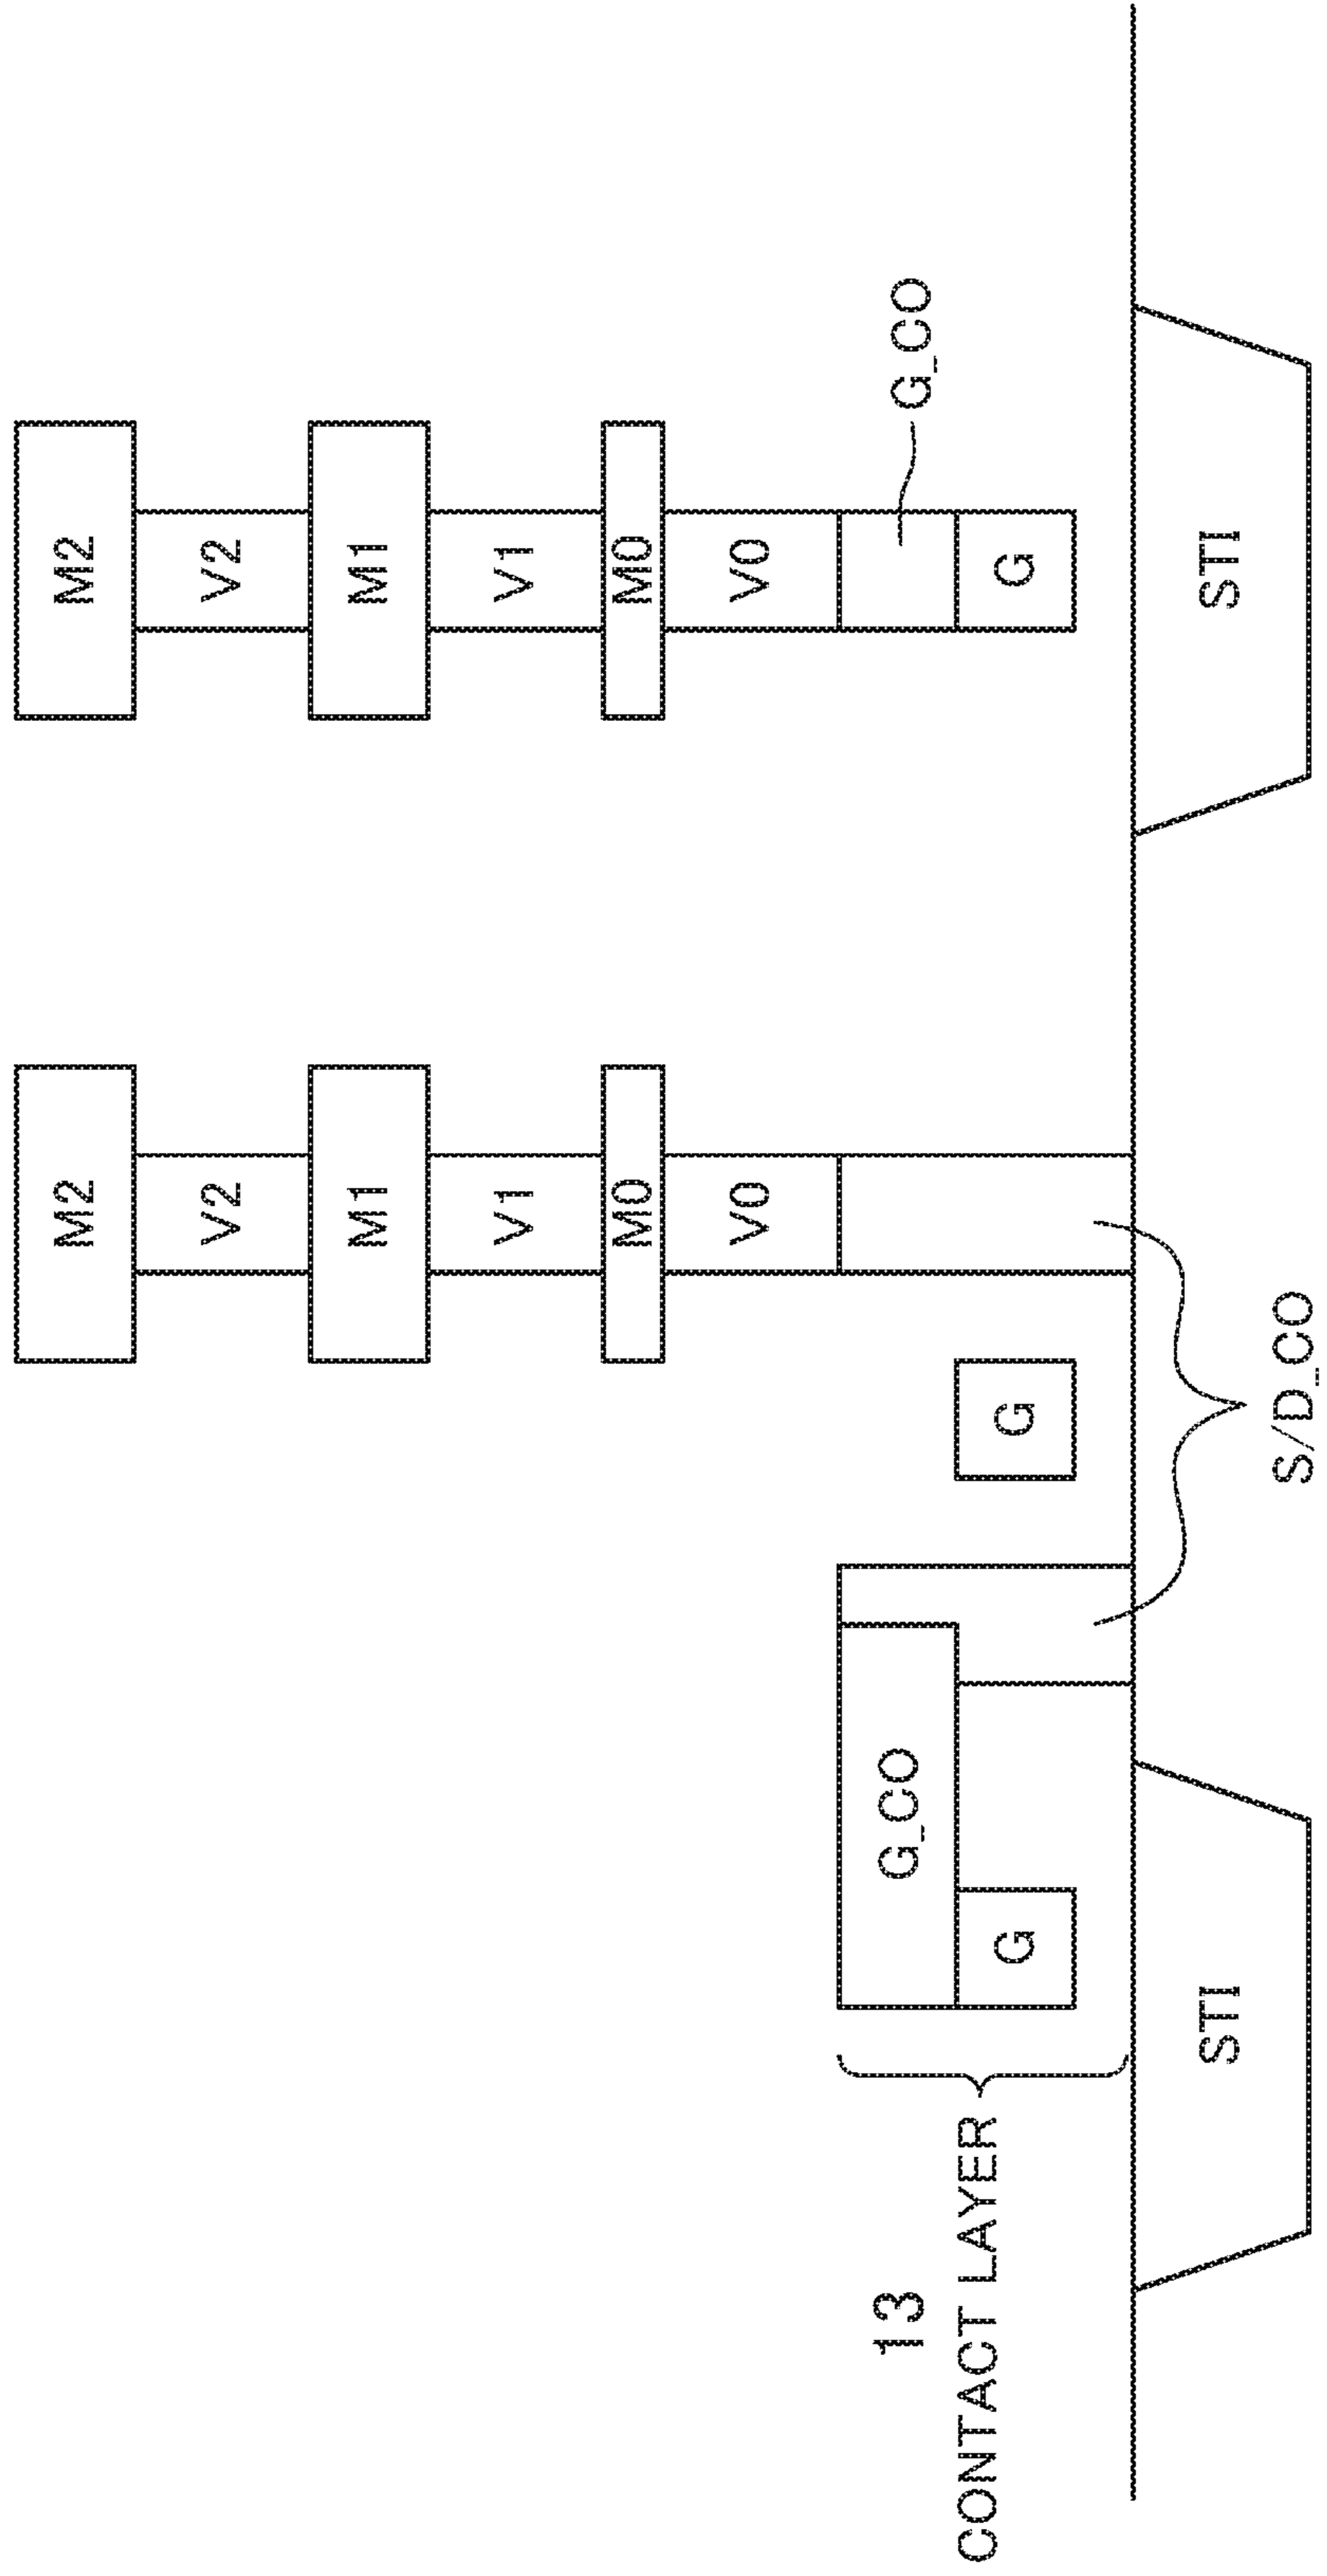 M2 M2
V2 V2
M1 M1
V1 V1
M0 M0
V0 V0
13
G_CO G_CO
CONTACT LAYER G G G
STI STI
S/D_CO